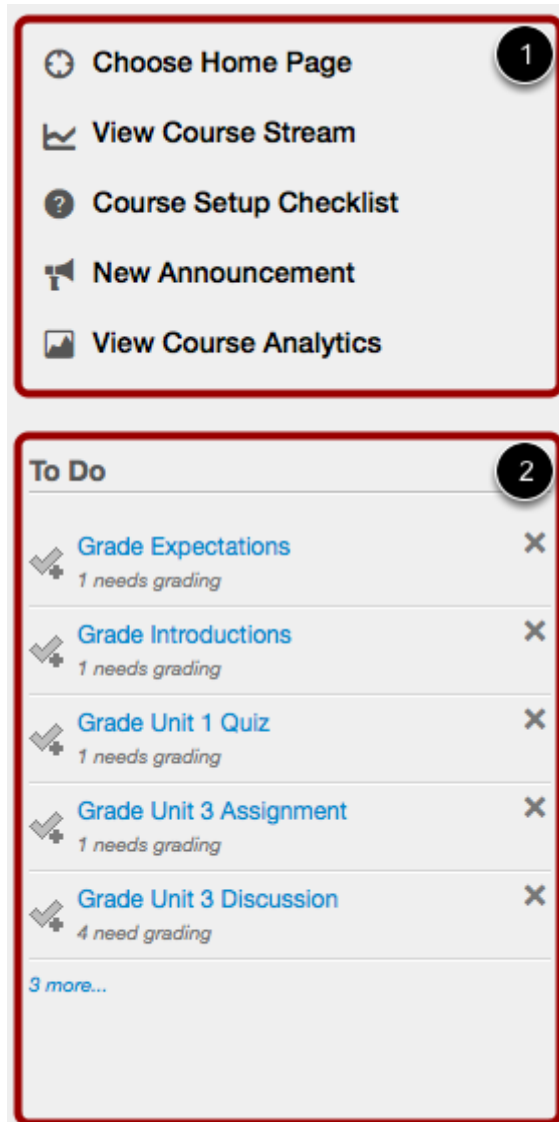 1
Choose Home Page
View Course Stream
? Course Setup Checklist
New Announcement
View Course Analytics
To Do
2
Grade Expectations
1 needs grading
Grade Introductions
1 needs grading
Grade Unit 1 Quiz
1 needs grading
Grade Unit 3 Assignment
1 needs grading
Grade Unit 3 Discussion
4 need grading
3 more...